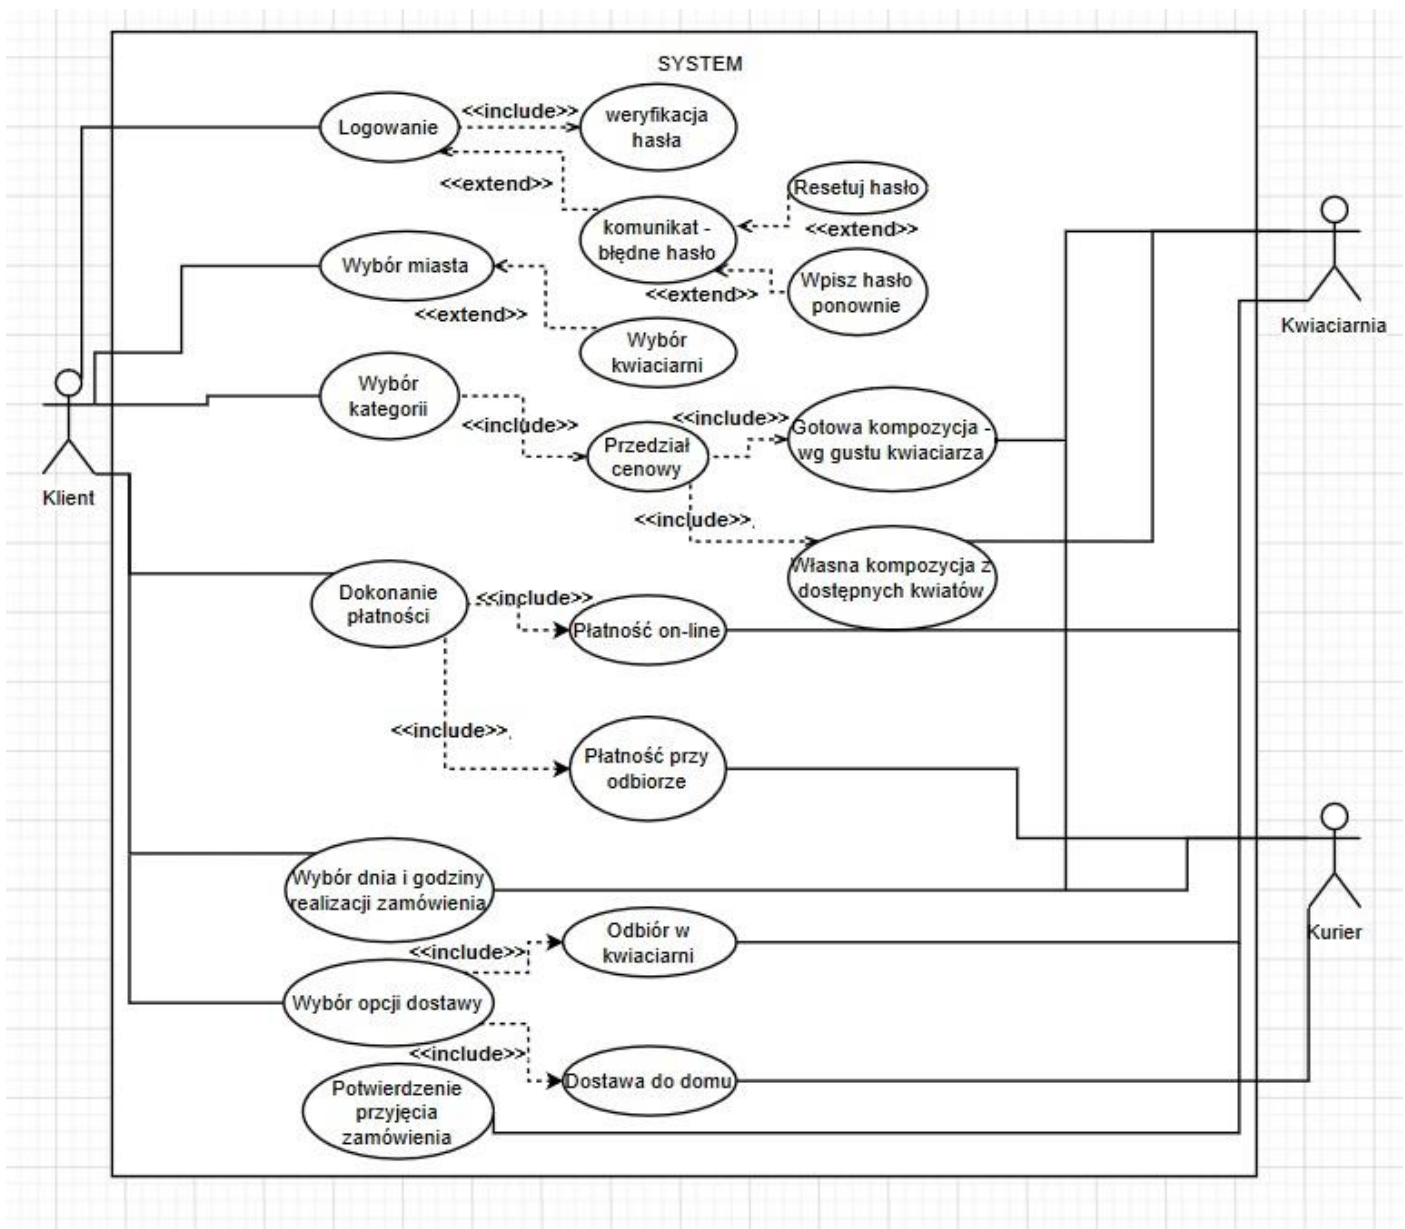 SYSTEM
Logowanie
<<include>>
weryfikacja
hasła
<<extend>>
komunikat -
błędne hasło
Resetuj hasło
<<extend>>
Wpisz hasło
ponownie
<<extend>>
Wybór miasta
<<extend>>
Wybór
kwiaciarni
Kwiaciarnia
Wybór
kategorii
<<include>>
Przedział
cenowy
<<include>>
Gotowa kompozycja -
wg gustu kwiaciarza
<<include>>
Własna kompozycja z
dostępnych kwiatów
Klient
Dokonanie
płatności
<<include>>
Płatność on-line
<<include>>
Płatność przy
odbiorze
Wybór dnia i godziny
realizacji zamówienia
Kurier
<<include>>
Odbiór w
kwiaciarni
Wybór opcji dostawy
<<include>>
Dostawa do domu
Potwierdzenie
przyjęcia
zamówienia